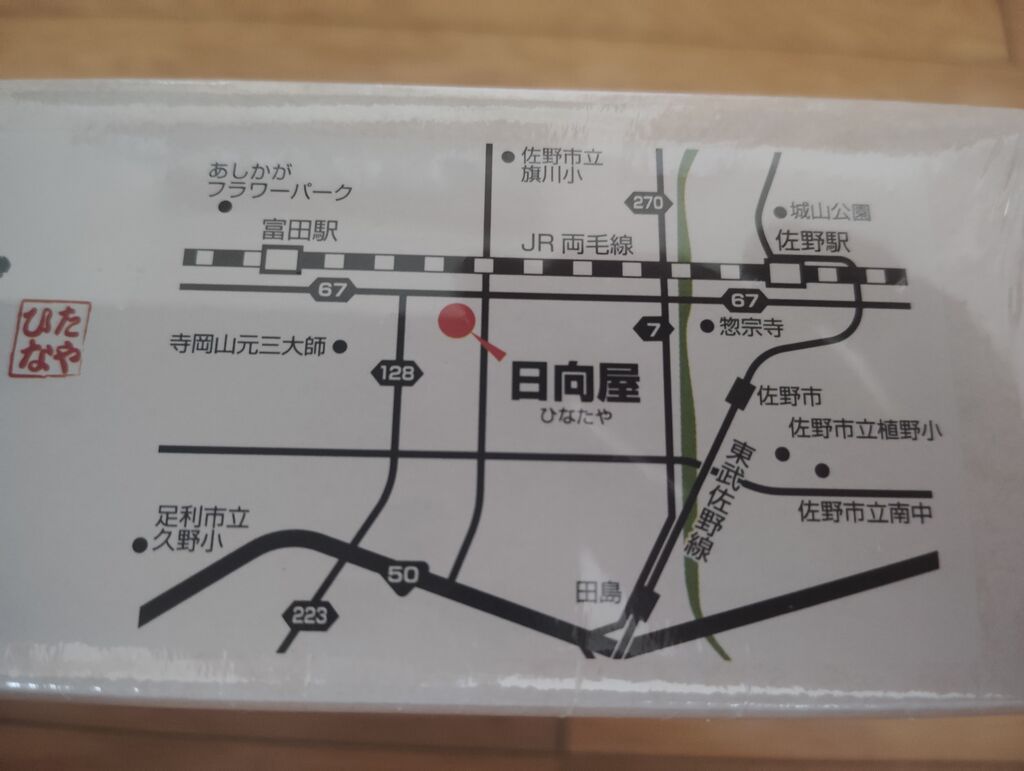 佐野市立
旗川小
あしかが
フラワーパーク
富田駅
JR 両毛線
270
城山公園
佐野駅
67
67
ひなたや
寺岡山元三大師
128
日向屋
ひなたや
7
惣宗寺
佐野市
佐野市立植野小
東武佐野線
佐野市立南中
足利市立
久野小
50
223
田島